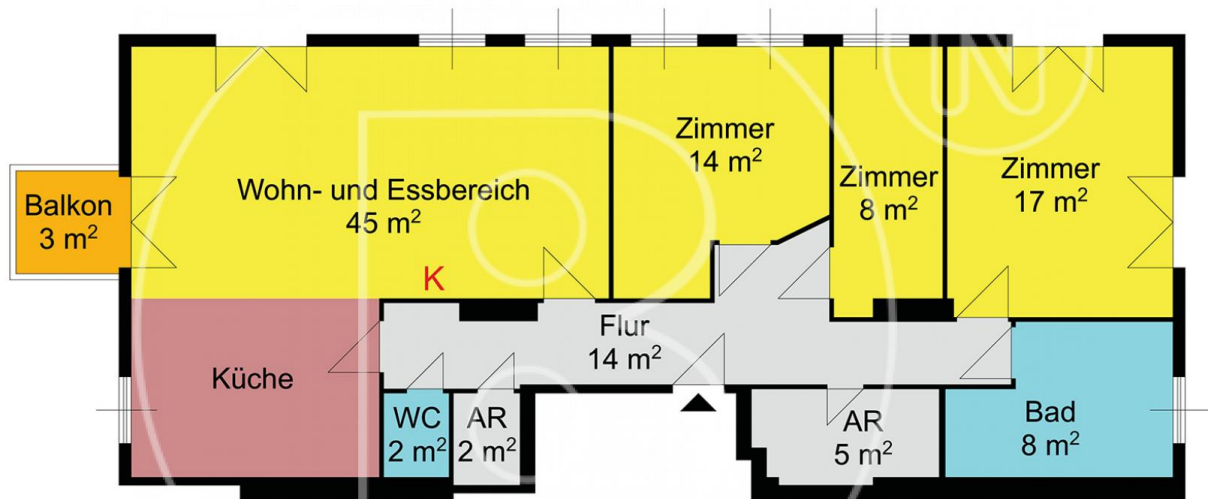 Balkon
3 m²
Wohn- und Essbereich
45 m²
K
Zimmer
14 m²
Zimmer
8 m²
Zimmer
17 m²
Küche
Flur
14 m²
WC
2 m²
AR
2 m²
AR
5 m²
Bad
8 m²
N